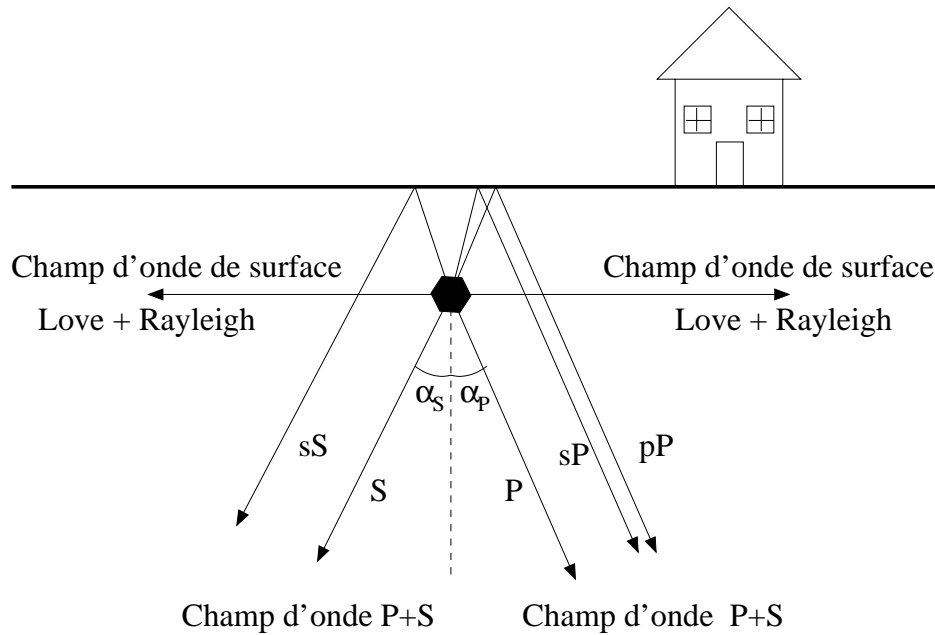 Champ d'onde de surface
Love + Rayleigh
Champ d'onde de surface
Love + Rayleigh
α_S α_P
sS
S
P
sP
pP
Champ d'onde P+S
Champ d'onde P+S